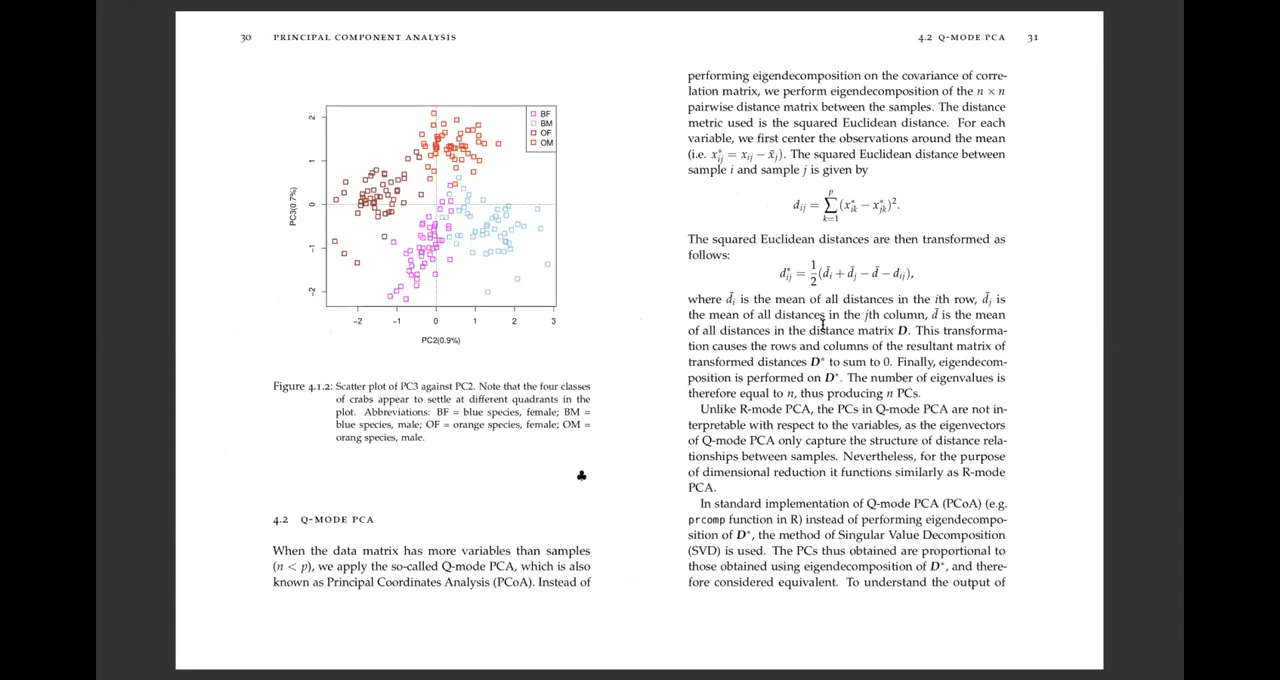 30 PRINCIPAL COMPONENT ANALYSIS
BF
BM
OF
OM
2
1
0
−1
−2
PC3(0.7%)
−2 −1 0 1 2 3
PC2(0.9%)
Figure 4.1.2: Scatter plot of PC3 against PC2. Note that the four classes
of crabs appear to settle at different quadrants in the
plot. Abbreviations: BF = blue species, female; BM =
blue species, male; OF = orange species, female; OM =
orang species, male.
♣
4.2 Q-MODE PCA
When the data matrix has more variables than samples
(n < p), we apply the so-called Q-mode PCA, which is also
known as Principal Coordinates Analysis (PCoA). Instead of
4.2 Q-MODE PCA 31
performing eigendecomposition on the covariance of corre-
lation matrix, we perform eigendecomposition of the n × n
pairwise distance matrix between the samples. The distance
metric used is the squared Euclidean distance. For each
variable, we first center the observations around the mean
(i.e. x*ij = xij − x̄j). The squared Euclidean distance between
sample i and sample j is given by
dij = ∑ᵖₖ₌₁ (x*ik − x*jk)².
The squared Euclidean distances are then transformed as
follows:
d*ij = 1/2 (d̄i + d̄j − d̄ − dij),
where d̄i is the mean of all distances in the ith row, d̄j is
the mean of all distances in the jth column, d̄ is the mean
of all distances in the distance matrix D. This transforma-
tion causes the rows and columns of the resultant matrix of
transformed distances D* to sum to 0. Finally, eigendecom-
position is performed on D*. The number of eigenvalues is
therefore equal to n, thus producing n PCs.
Unlike R-mode PCA, the PCs in Q-mode PCA are not in-
terpretable with respect to the variables, as the eigenvectors
of Q-mode PCA only capture the structure of distance rela-
tionships between samples. Nevertheless, for the purpose
of dimensional reduction it functions similarly as R-mode
PCA.
In standard implementation of Q-mode PCA (PCoA) (e.g.
prcomp function in R) instead of performing eigendecompo-
sition of D*, the method of Singular Value Decomposition
(SVD) is used. The PCs thus obtained are proportional to
those obtained using eigendecomposition of D*, and there-
fore considered equivalent. To understand the output of